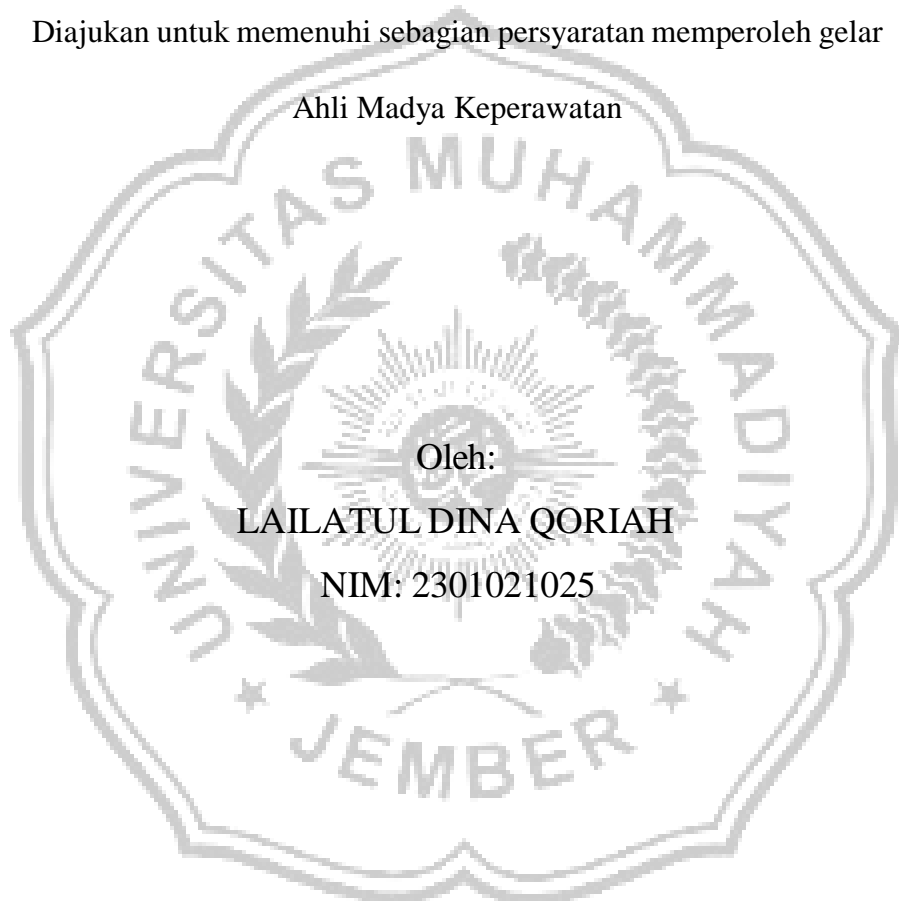 Diajukan untuk memenuhi sebagian persyaratan memperoleh gelar
Ahli Madya Keperawatan
UNIVERSITAS MUHAMMADIYAH
Oleh:
LAILATUL DINA QORIAH
NIM: 2301021025
JEMBER